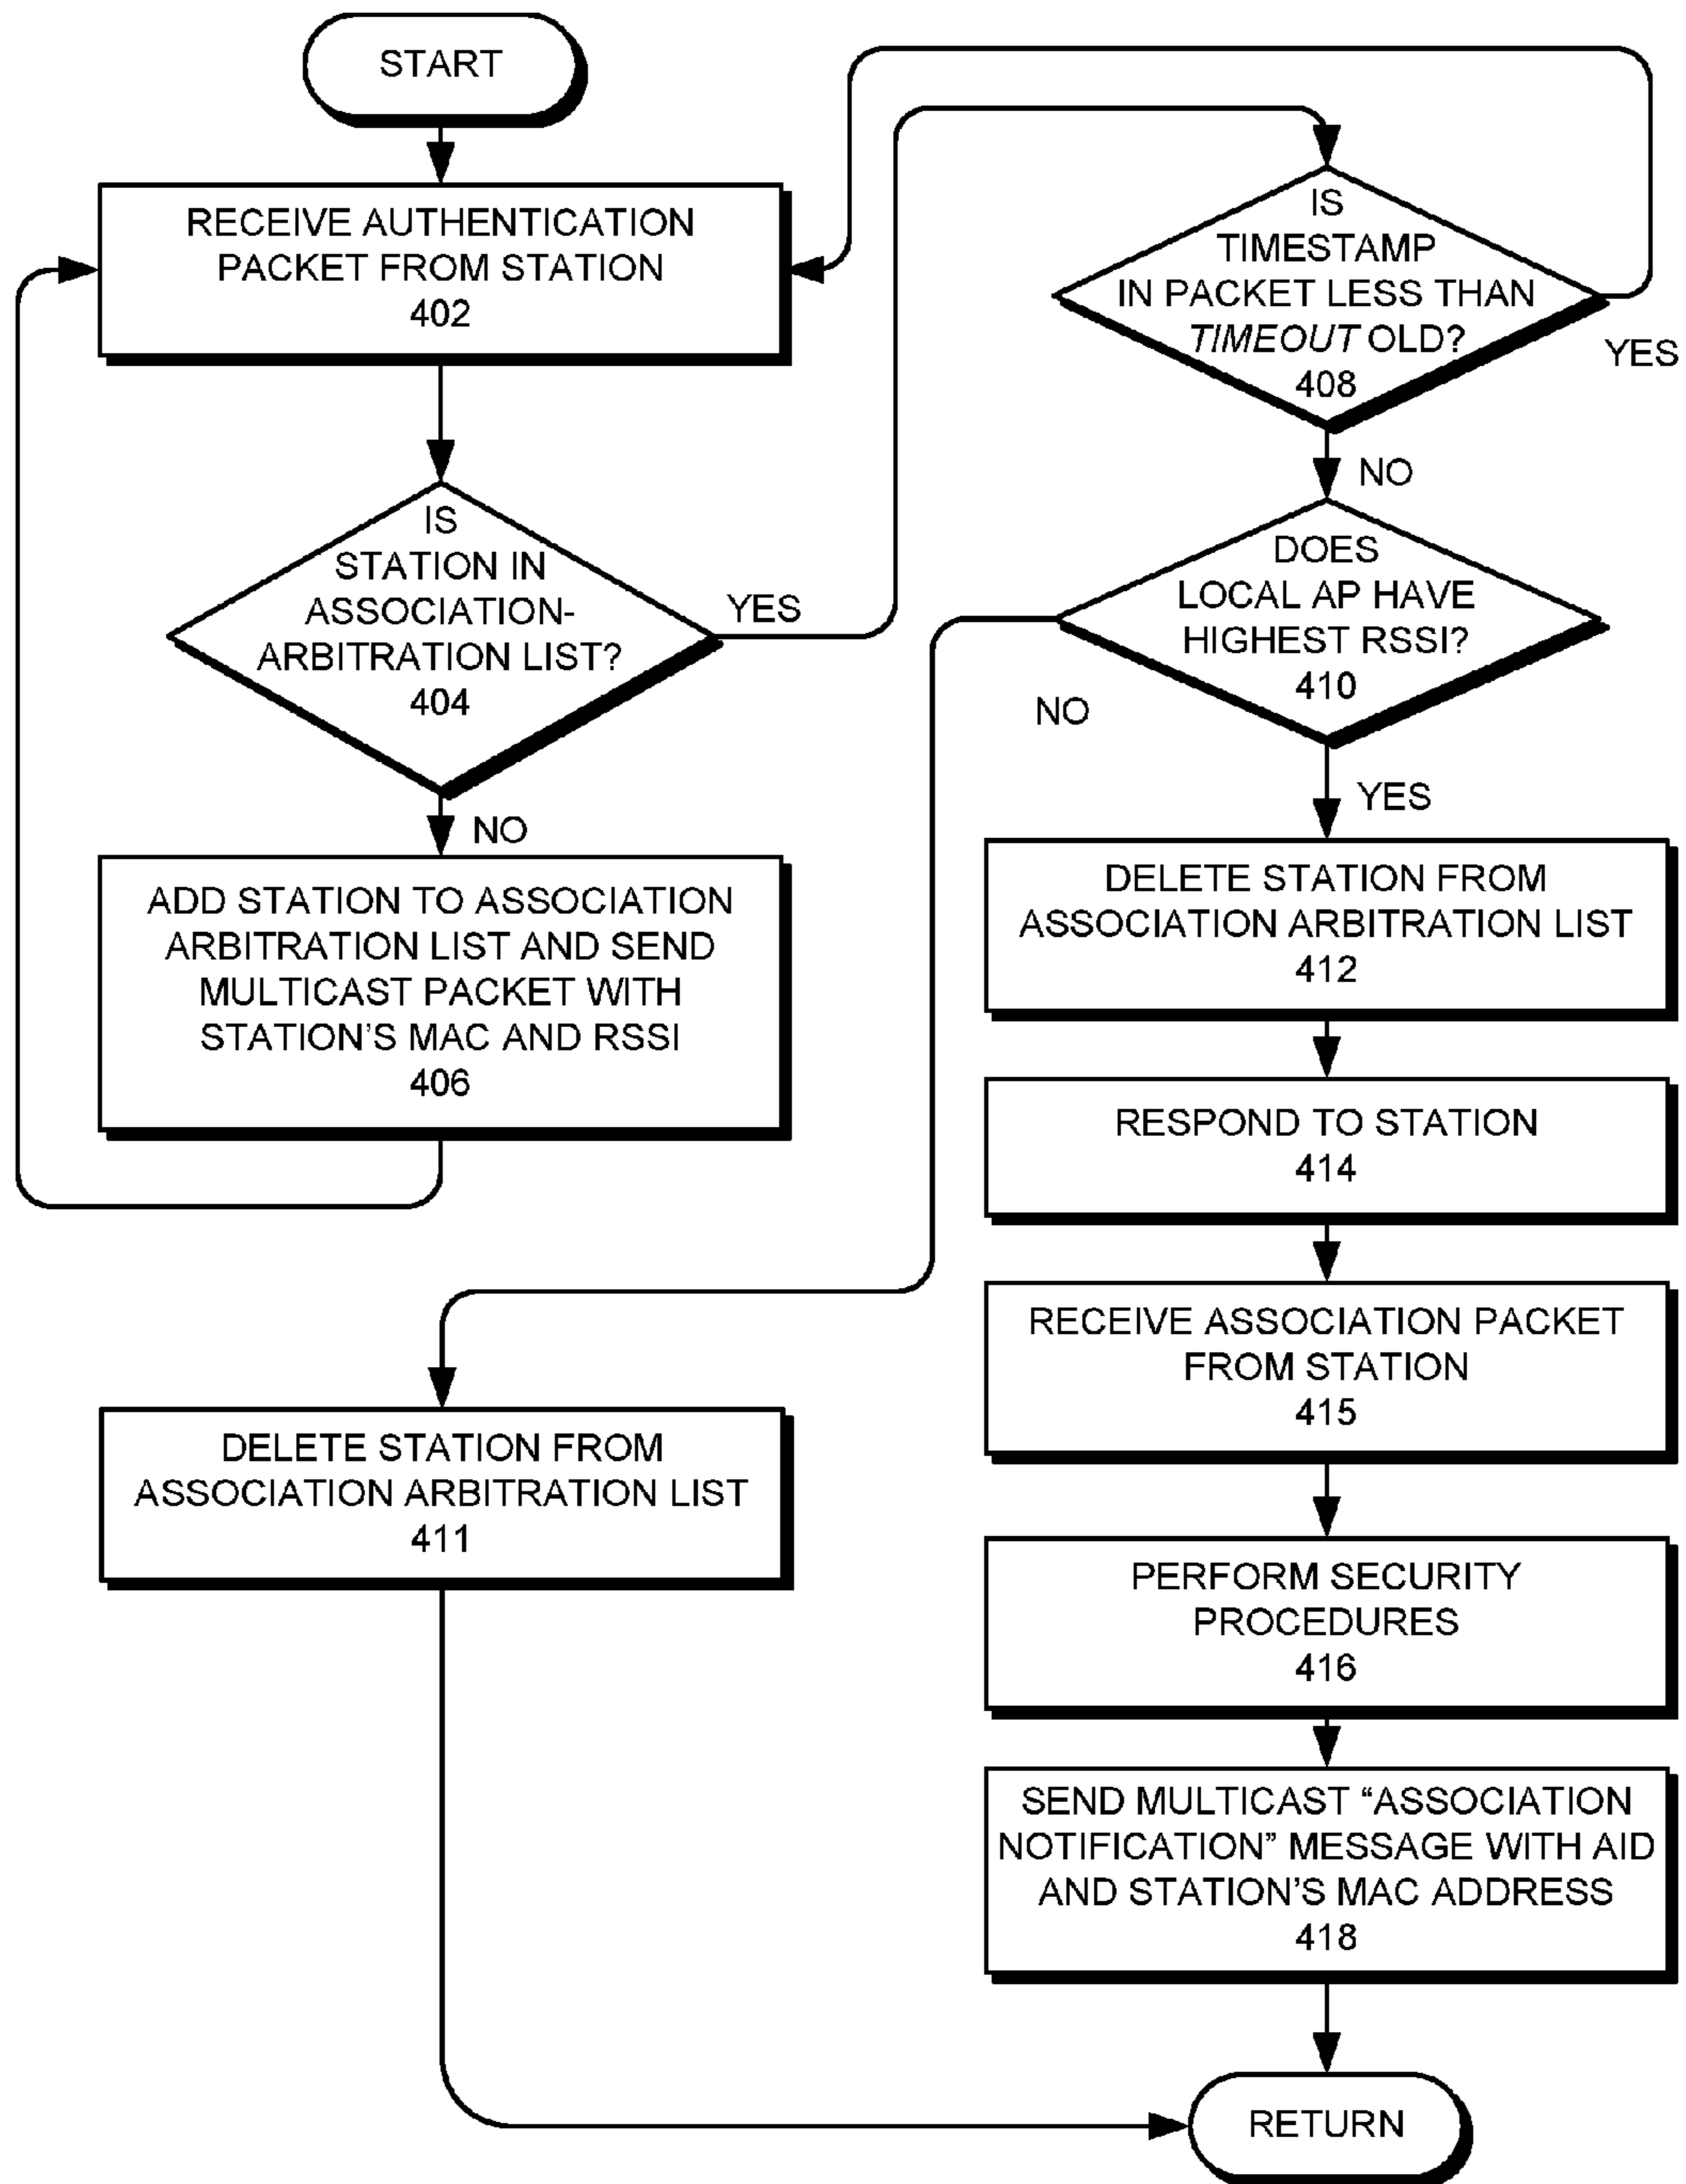 START
RECEIVE AUTHENTICATION
PACKET FROM STATION
402
IS
STATION IN
ASSOCIATION-
ARBITRATION LIST?
404
YES
NO
ADD STATION TO ASSOCIATION
ARBITRATION LIST AND SEND
MULTICAST PACKET WITH
STATION'S MAC AND RSSI
406
IS
TIMESTAMP
IN PACKET LESS THAN
TIMEOUT OLD?
408
YES
NO
DOES
LOCAL AP HAVE
HIGHEST RSSI?
410
NO
YES
DELETE STATION FROM
ASSOCIATION ARBITRATION LIST
411
DELETE STATION FROM
ASSOCIATION ARBITRATION LIST
412
RESPOND TO STATION
414
RECEIVE ASSOCIATION PACKET
FROM STATION
415
PERFORM SECURITY
PROCEDURES
416
SEND MULTICAST “ASSOCIATION
NOTIFICATION” MESSAGE WITH AID
AND STATION'S MAC ADDRESS
418
RETURN